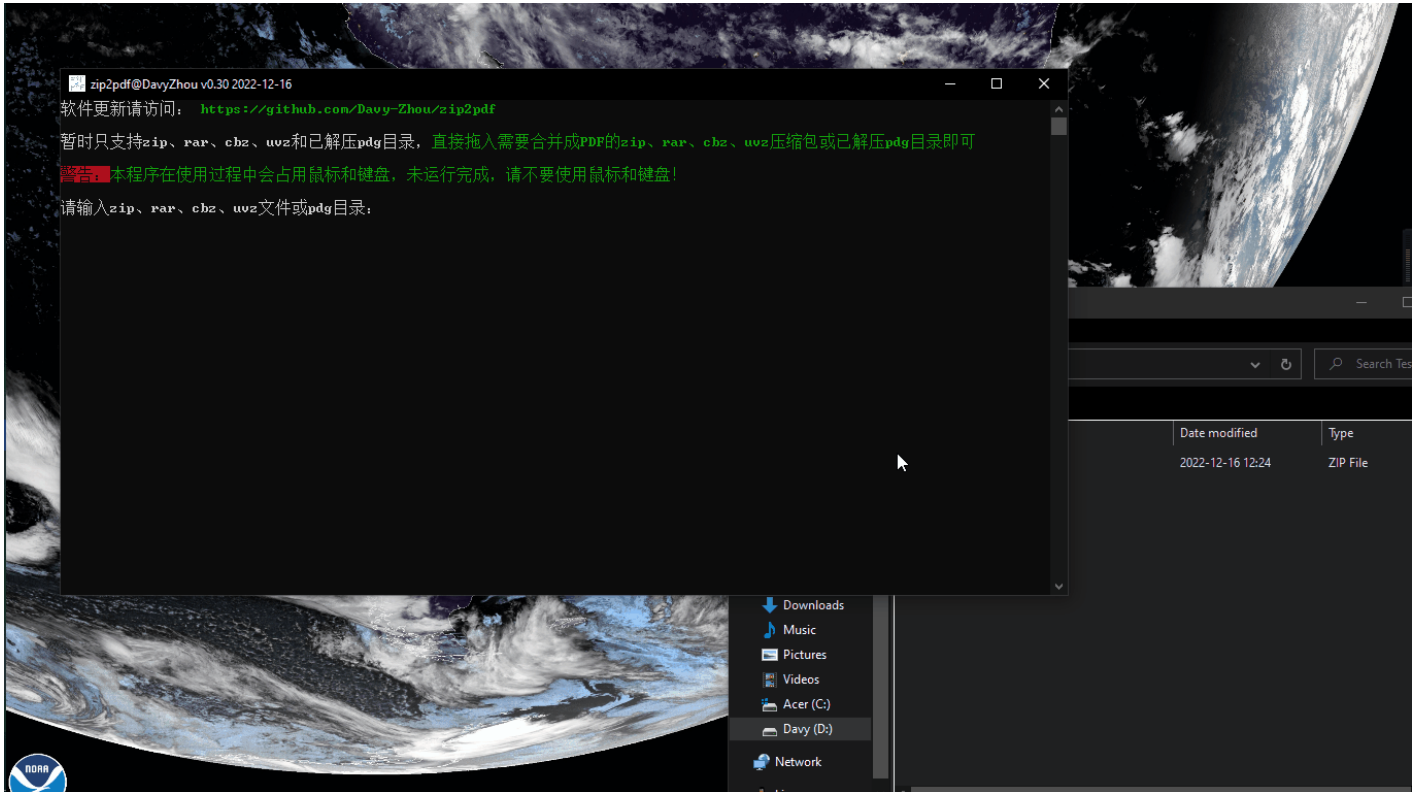 zip2pdf@DavyZhou v0.30 2022-12-16
软件更新请访问： https://github.com/Davy-Zhou/zip2pdf
暂时只支持zip、rar、cbz、uvz和已解压pdg目录，直接拖入需要合并成PDF的zip、rar、cbz、uvz压缩包或已解压pdg目录即可
警告：本程序在使用过程中会占用鼠标和键盘，未运行完成，请不要使用鼠标和键盘！
请输入zip、rar、cbz、uvz文件或pdg目录：
Search Tes
Date modified Type
2022-12-16 12:24 ZIP File
Downloads
Music
Pictures
Videos
Acer (C:)
Davy (D:)
Network
NOAA